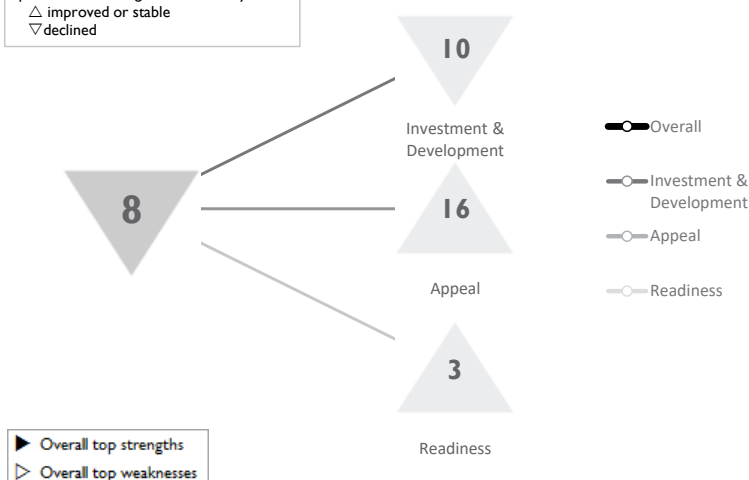 △ improved or stable
▽ declined
10
Investment &
Development
8
16
Appeal
3
Readiness
Overall
Investment &
Development
Appeal
Readiness
▶ Overall top strengths
▷ Overall top weaknesses